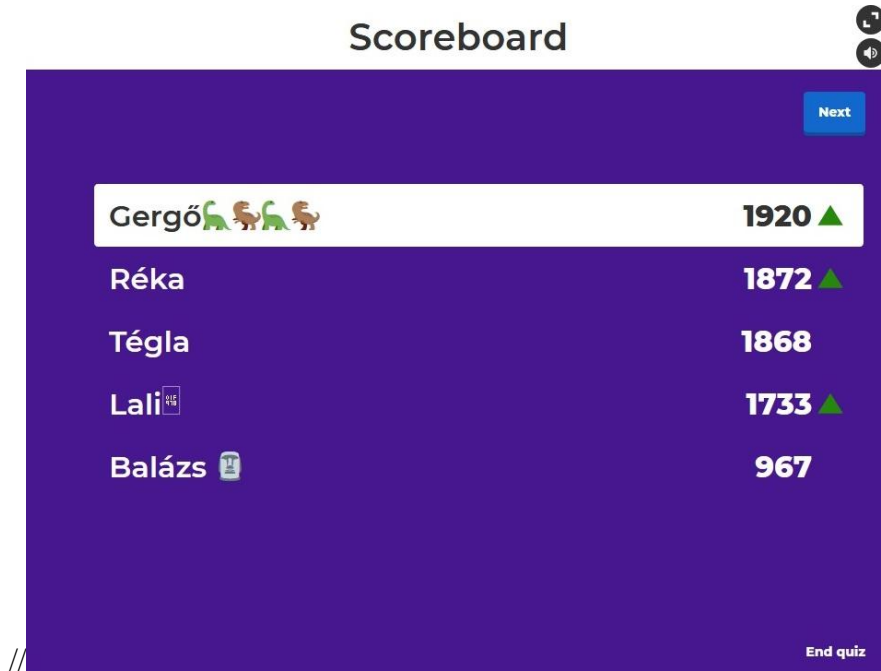 Scoreboard
Next
Gergő🦕🦖🦕🦖 1920 ▲
Réka 1872 ▲
Tégla 1868
Lali 1733 ▲
Balázs 🗿 967
End quiz
//